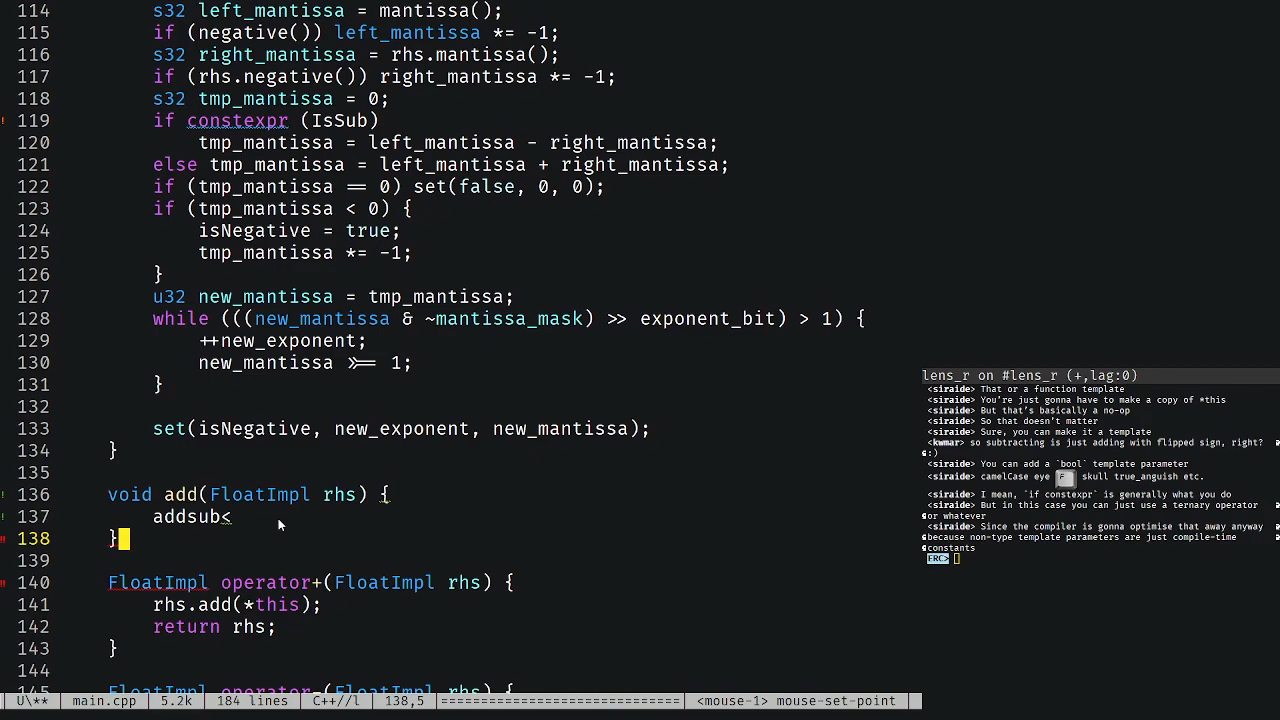 114 s32 left_mantissa = mantissa();
115 if (negative()) left_mantissa *= -1;
116 s32 right_mantissa = rhs.mantissa();
117 if (rhs.negative()) right_mantissa *= -1;
118 s32 tmp_mantissa = 0;
! 119 if constexpr (IsSub)
120 tmp_mantissa = left_mantissa - right_mantissa;
121 else tmp_mantissa = left_mantissa + right_mantissa;
122 if (tmp_mantissa == 0) set(false, 0, 0);
123 if (tmp_mantissa < 0) {
124 isNegative = true;
125 tmp_mantissa *= -1;
126 }
127 u32 new_mantissa = tmp_mantissa;
128 while (((new_mantissa & ~mantissa_mask) >> exponent_bit) > 1) {
129 ++new_exponent;
130 new_mantissa >>= 1;
131 }
132
133 set(isNegative, new_exponent, new_mantissa);
134 }
135
! 136 void add(FloatImpl rhs) {
! 137 addsub<
!! 138 }
139
!! 140 FloatImpl operator+(FloatImpl rhs) {
141 rhs.add(*this);
142 return rhs;
143 }
144
145 FloatImpl operator-(FloatImpl rhs) {
U\** main.cpp 5.2k 184 lines C++//l 138,5 ============================== <mouse-1> mouse-set-point
lens_r on #lens_r (+,lag:0)
<siraide> That or a function template
<siraide> You're just gonna have to make a copy of *this
<siraide> But that's basically a no-op
<siraide> So that doesn't matter
<siraide> Sure, you can make it a template
<kwmar> so subtracting is just adding with flipped sign, right?
:)
<siraide> You can add a `bool` template parameter
<siraide> camelCase eye F skull true_anguish etc.
<siraide> I mean, `if constexpr` is generally what you do
<siraide> But in this case you can just use a ternary operator
or whatever
<siraide> Since the compiler is gonna optimise that away anyway
because non-type template parameters are just compile-time
constants
FRC>